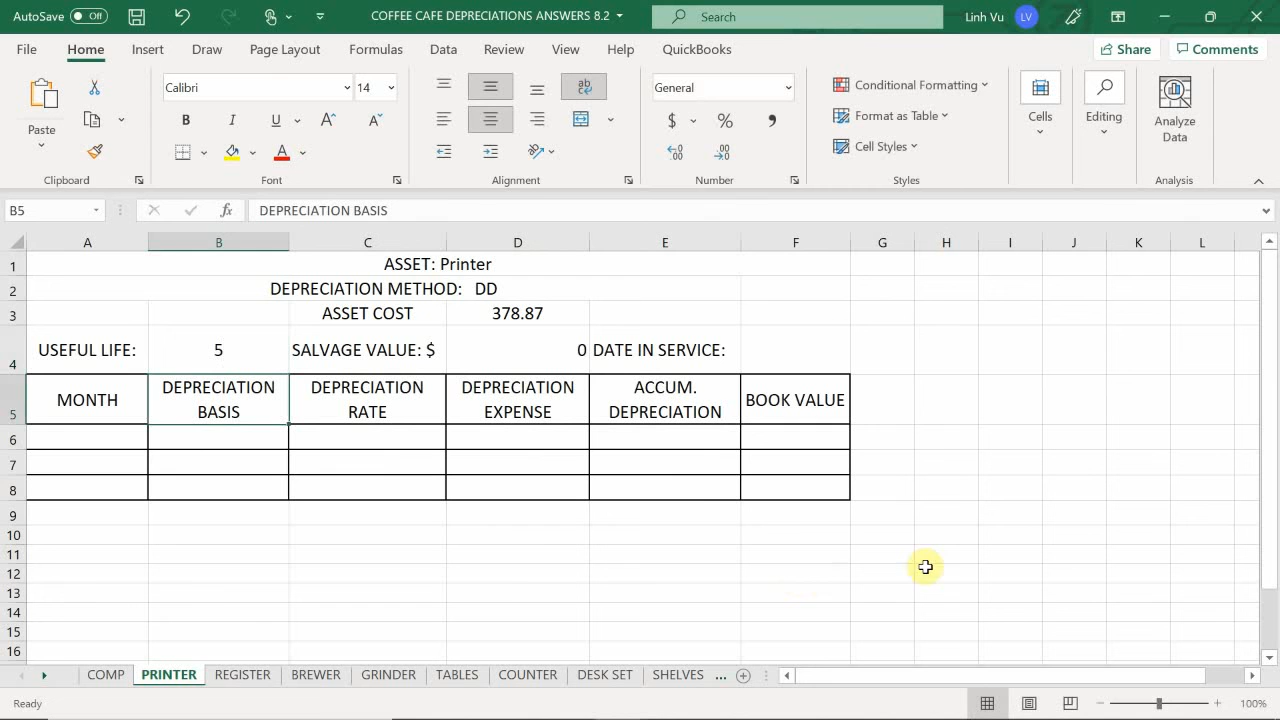 AutoSave Off COFFEE CAFE DEPRECIATIONS ANSWERS 8.2 Search Linh Vu LV
File Home Insert Draw Page Layout Formulas Data Review View Help QuickBooks Share Comments
Paste
Calibri 14
B I U A A
A
ab
General
$ % ,
Conditional Formatting
Format as Table
Cell Styles
Cells
Editing
Analyze
Data
Clipboard Font Alignment Number Styles Analysis
B5 fx DEPRECIATION BASIS
A B C D E F G H I J K L
1 ASSET: Printer
2 DEPRECIATION METHOD: DD
3 ASSET COST 378.87
4 USEFUL LIFE: 5 SALVAGE VALUE: $ 0 DATE IN SERVICE:
5 MONTH DEPRECIATION BASIS DEPRECIATION RATE DEPRECIATION EXPENSE ACCUM. DEPRECIATION BOOK VALUE
6
7
8
9
10
11
12
13
14
15
16
COMP PRINTER REGISTER BREWER GRINDER TABLES COUNTER DESK SET SHELVES ...
Ready 100%